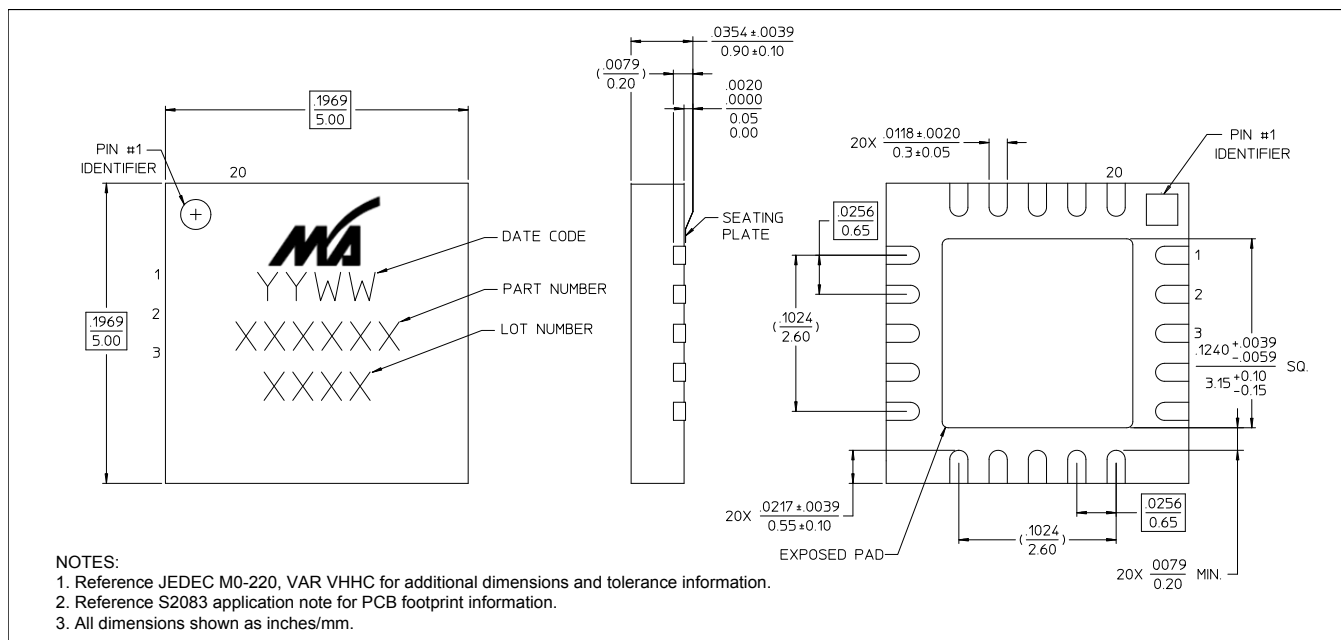 .1969
5.00
PIN #1
IDENTIFIER
20
1
2
3
.1969
5.00
MA
YYWW
XXXXXX
XXXX
DATE CODE
PART NUMBER
LOT NUMBER
.0354±.0039
0.90±0.10
(.0079
0.20)
.0020
.0000
0.05
0.00
SEATING
PLATE
20X .0118±.0020
0.3±0.05
20
PIN #1
IDENTIFIER
.0256
0.65
(.1024
2.60)
1
2
3
.1240 +.0039
-.0059
3.15 +0.10
-0.15
SQ.
20X .0217±.0039
0.55±0.10
EXPOSED PAD
(.1024
2.60)
.0256
0.65
20X .0079
0.20 MIN.
NOTES:
1. Reference JEDEC M0-220, VAR VHHC for additional dimensions and tolerance information.
2. Reference S2083 application note for PCB footprint information.
3. All dimensions shown as inches/mm.